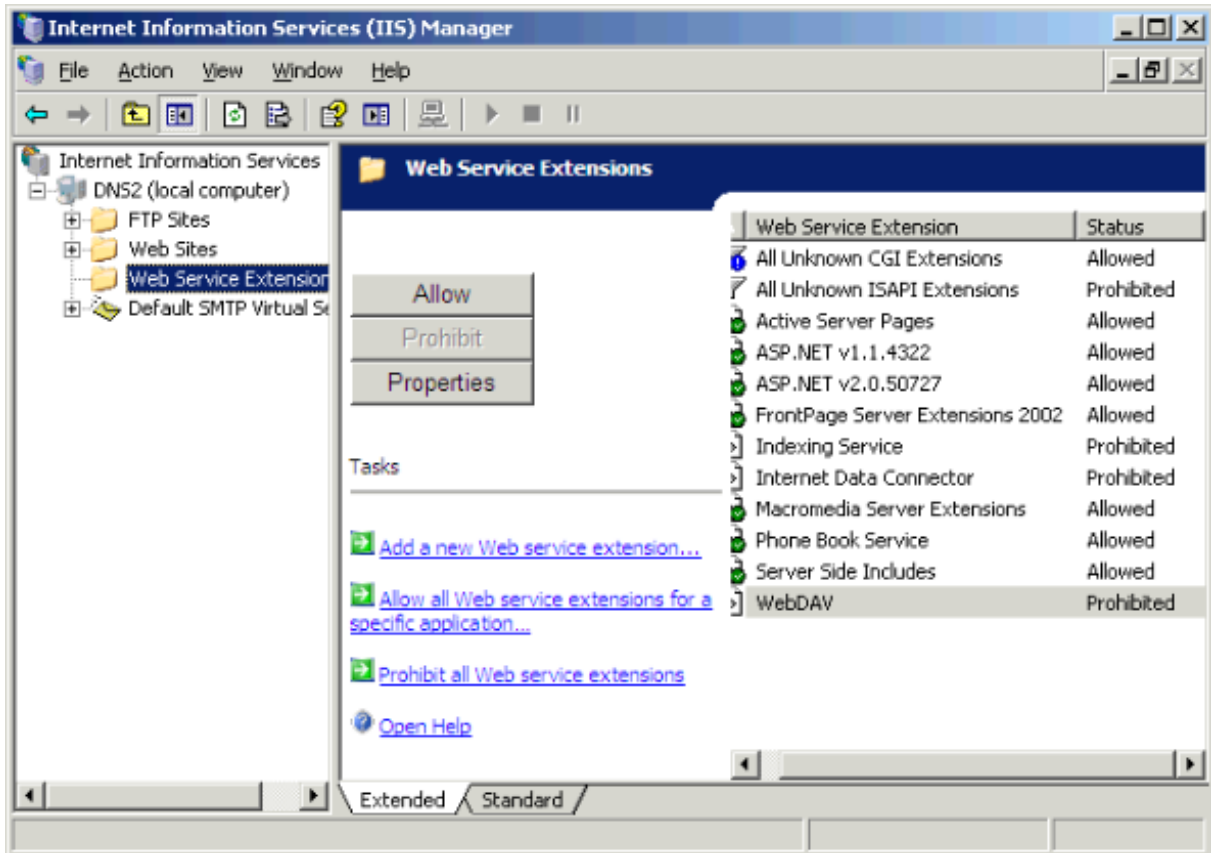 Internet Information Services (IIS) Manager
File Action View Window Help
Internet Information Services
DNS2 (local computer)
FTP Sites
Web Sites
Web Service Extension
Default SMTP Virtual Se
Web Service Extensions
Allow
Prohibit
Properties
Tasks
Add a new Web service extension...
Allow all Web service extensions for a
specific application...
Prohibit all Web service extensions
Open Help
Web Service Extension Status
All Unknown CGI Extensions Allowed
All Unknown ISAPI Extensions Prohibited
Active Server Pages Allowed
ASP.NET v1.1.4322 Allowed
ASP.NET v2.0.50727 Allowed
FrontPage Server Extensions 2002 Allowed
Indexing Service Prohibited
Internet Data Connector Prohibited
Macromedia Server Extensions Allowed
Phone Book Service Allowed
Server Side Includes Allowed
WebDAV Prohibited
Extended Standard